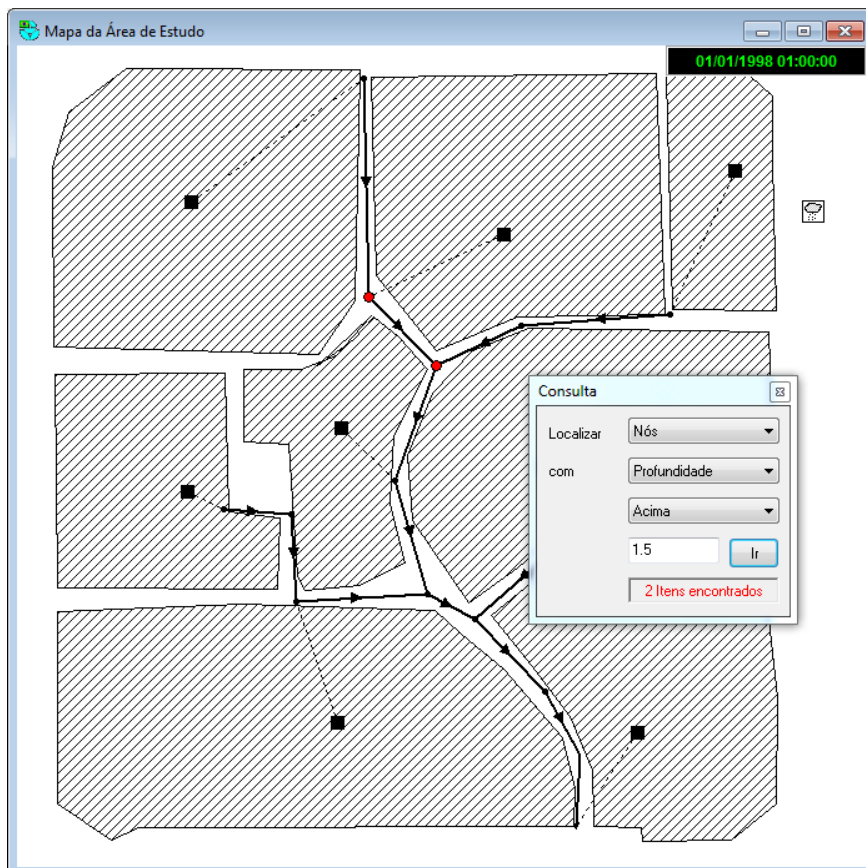 Mapa da Área de Estudo
01/01/1998 01:00:00
Consulta
Localizar Nós
com Profundidade
Acima
1.5 Ir
2 Itens encontrados